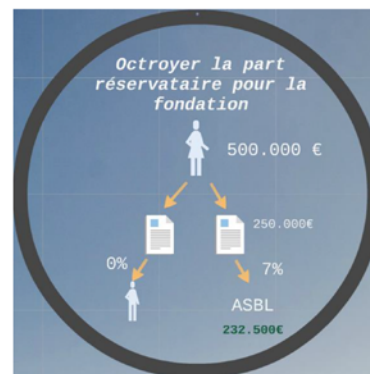 Octroyer la part
réservataire pour la
fondation
500.000 €
250.000€
0%
7%
ASBL
232.500€